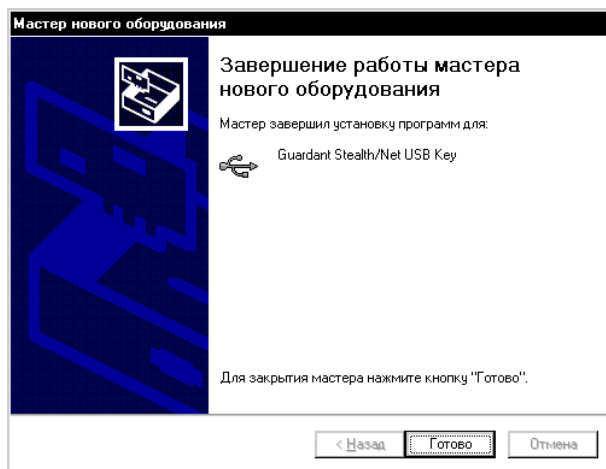 Мастер нового оборудования
Завершение работы мастера
нового оборудования
Мастер завершил установку программ для:
Guardant Stealth/Net USB Key
Для закрытия мастера нажмите кнопку "Готово".
< Назад
Готово
Отмена